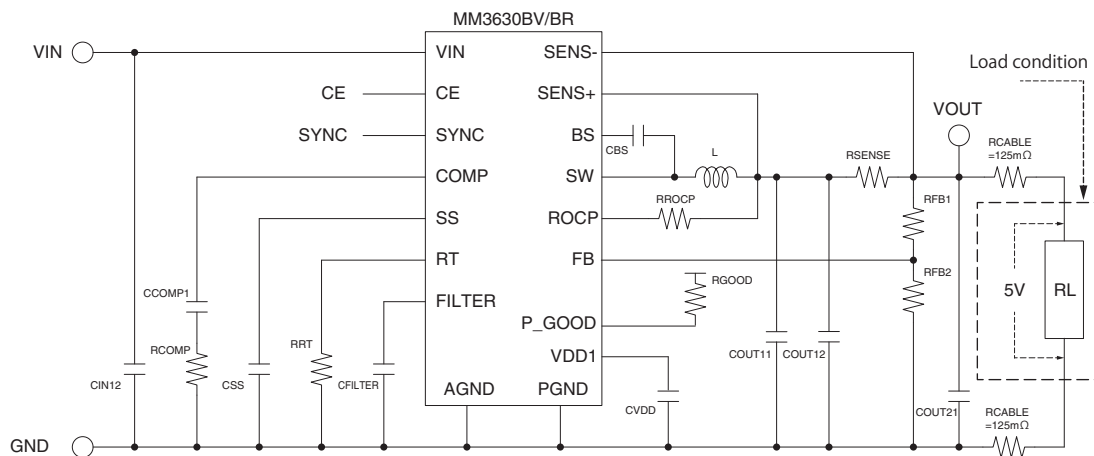 MM3630BV/BR
VIN
VIN
SENS-
Load condition
CE
CE
SENS+
VOUT
SYNC
SYNC
BS
CBS
L
RSENSE
RCABLE
=125mΩ
COMP
SW
RROCP
SS
ROCP
RFB1
RT
FB
RGOOD
RFB2
CCOMP1
FILTER
5V
RL
P_GOOD
RCOMP
RRT
VDD1
COUT11
COUT12
CIN12
CSS
CFILTER
AGND
PGND
CVDD
COUT21
RCABLE
=125mΩ
GND